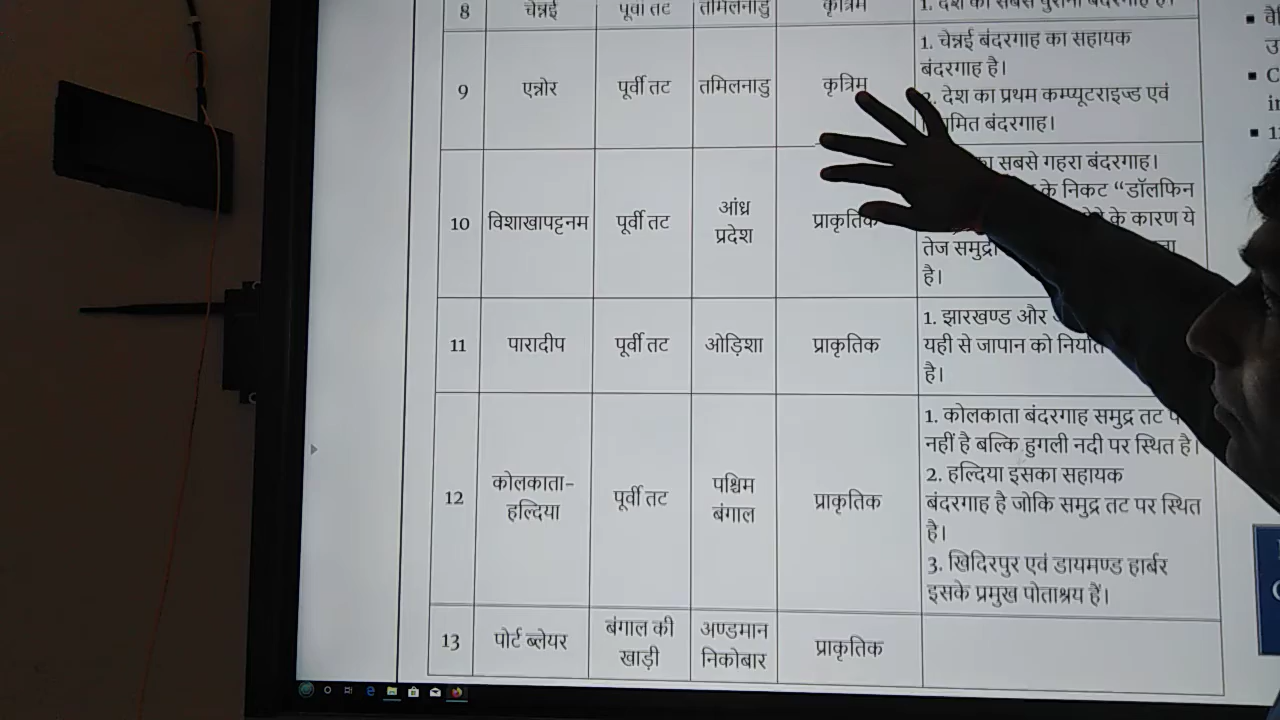 8 चेन्नई पूर्वी तट तमिलनाडु कृत्रिम 1. देश का सबसे पुराना बंदरगाह है।
9 एन्नोर पूर्वी तट तमिलनाडु कृत्रिम
1. चेन्नई बंदरगाह का सहायक
बंदरगाह है।
2. देश का प्रथम कम्प्यूटराइज्ड एवं
बंदरगाह।
10 विशाखापट्टनम पूर्वी तट
आंध्र
प्रदेश
प्राकृतिक
का सबसे गहरा बंदरगाह।
के निकट “डॉलफिन
के कारण ये
तेज
है।
11 पारादीप पूर्वी तट ओड़िशा प्राकृतिक
1. झारखण्ड और
यही से जापान को निर्यात
है।
12
कोलकाता-
हल्दिया
पूर्वी तट
पश्चिम
बंगाल
प्राकृतिक
1. कोलकाता बंदरगाह समुद्र तट
नहीं है बल्कि हुगली नदी पर स्थित है।
2. हल्दिया इसका सहायक
बंदरगाह है जोकि समुद्र तट पर स्थित
है।
3. खिदिरपुर एवं डायमण्ड हार्बर
इसके प्रमुख पोताश्रय हैं।
13 पोर्ट ब्लेयर
बंगाल की
खाड़ी
अण्डमान
निकोबार
प्राकृतिक